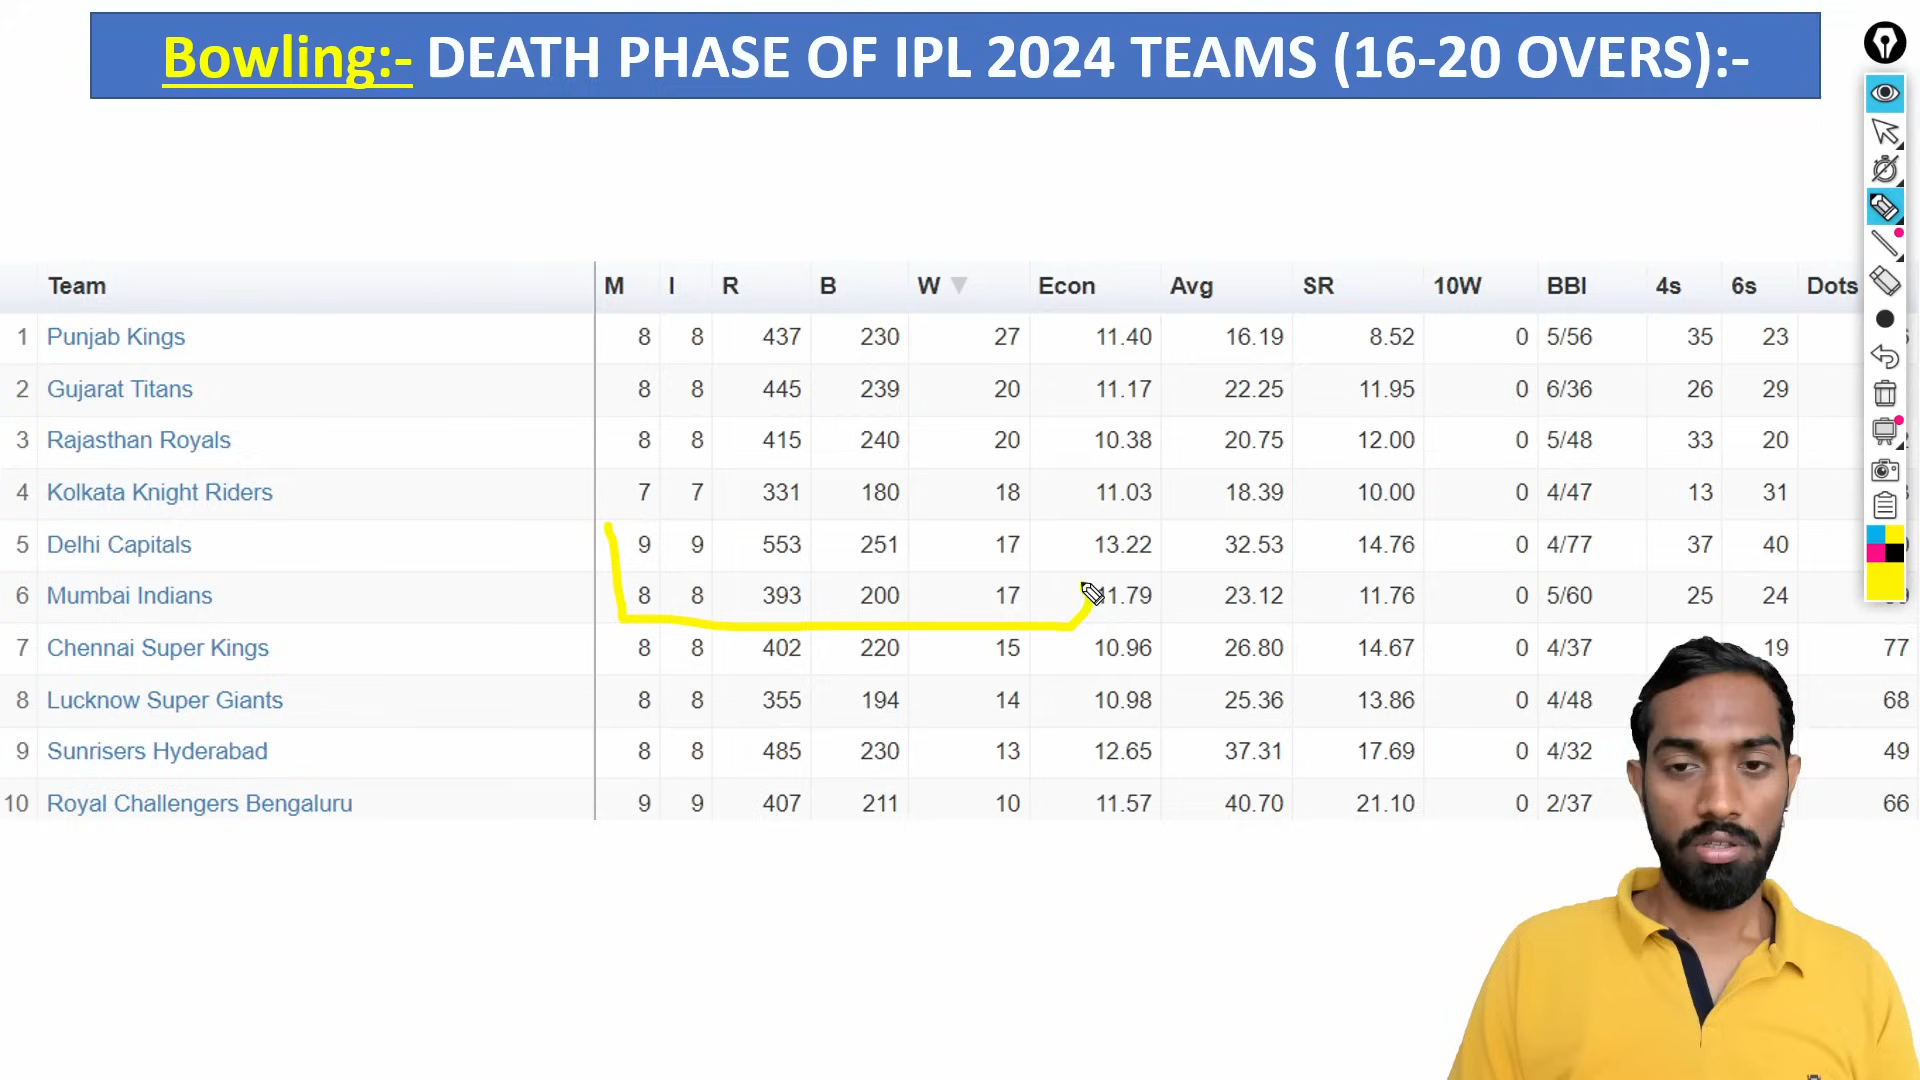 Bowling:- DEATH PHASE OF IPL 2024 TEAMS (16-20 OVERS):-
Team M I R B W Econ Avg SR 10W BBI 4s 6s Dots
1 Punjab Kings 8 8 437 230 27 11.40 16.19 8.52 0 5/56 35 23
2 Gujarat Titans 8 8 445 239 20 11.17 22.25 11.95 0 6/36 26 29
3 Rajasthan Royals 8 8 415 240 20 10.38 20.75 12.00 0 5/48 33 20
4 Kolkata Knight Riders 7 7 331 180 18 11.03 18.39 10.00 0 4/47 13 31
5 Delhi Capitals 9 9 553 251 17 13.22 32.53 14.76 0 4/77 37 40
6 Mumbai Indians 8 8 393 200 17 11.79 23.12 11.76 0 5/60 25 24
7 Chennai Super Kings 8 8 402 220 15 10.96 26.80 14.67 0 4/37 19 77
8 Lucknow Super Giants 8 8 355 194 14 10.98 25.36 13.86 0 4/48 68
9 Sunrisers Hyderabad 8 8 485 230 13 12.65 37.31 17.69 0 4/32 49
10 Royal Challengers Bengaluru 9 9 407 211 10 11.57 40.70 21.10 0 2/37 66